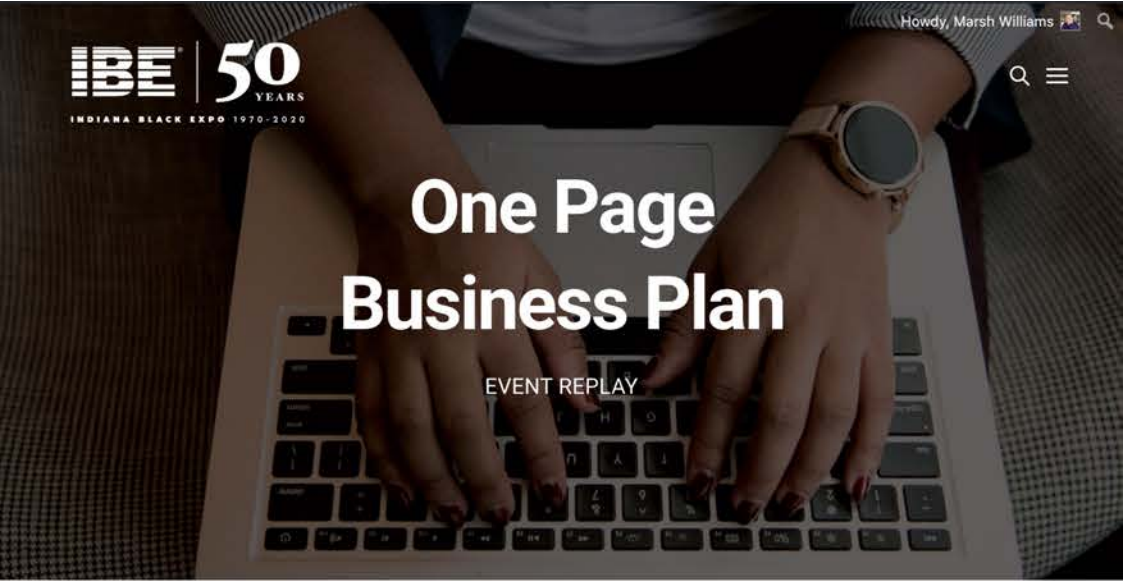 Howdy, Marsh Williams
IBE® 50
YEARS
INDIANA BLACK EXPO 1970-2020
One Page
Business Plan
EVENT REPLAY